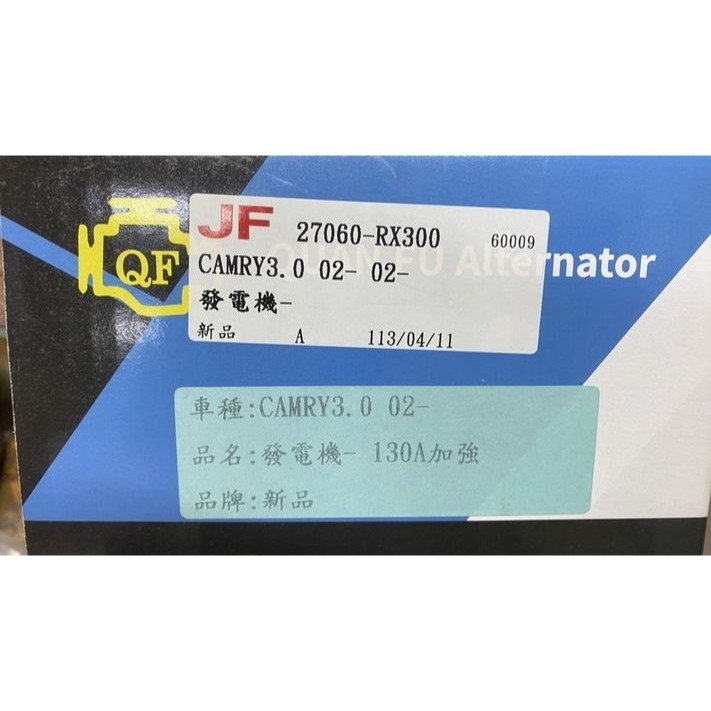 QF
JF 27060-RX300 60009
CAMRY3.0 02- 02-
發電機-
新品 A 113/04/11
QUAN FU Alternator
車種:CAMRY3.0 02-
品名:發電機- 130A加強
品牌:新品